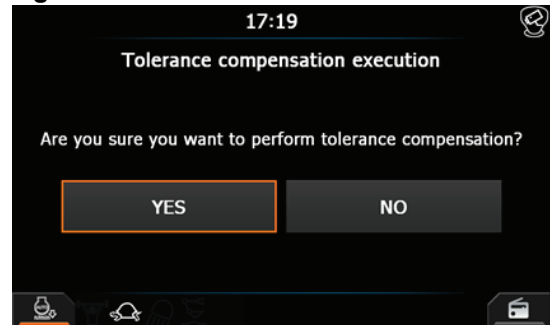 17:19
Tolerance compensation execution
Are you sure you want to perform tolerance compensation?
YES
NO